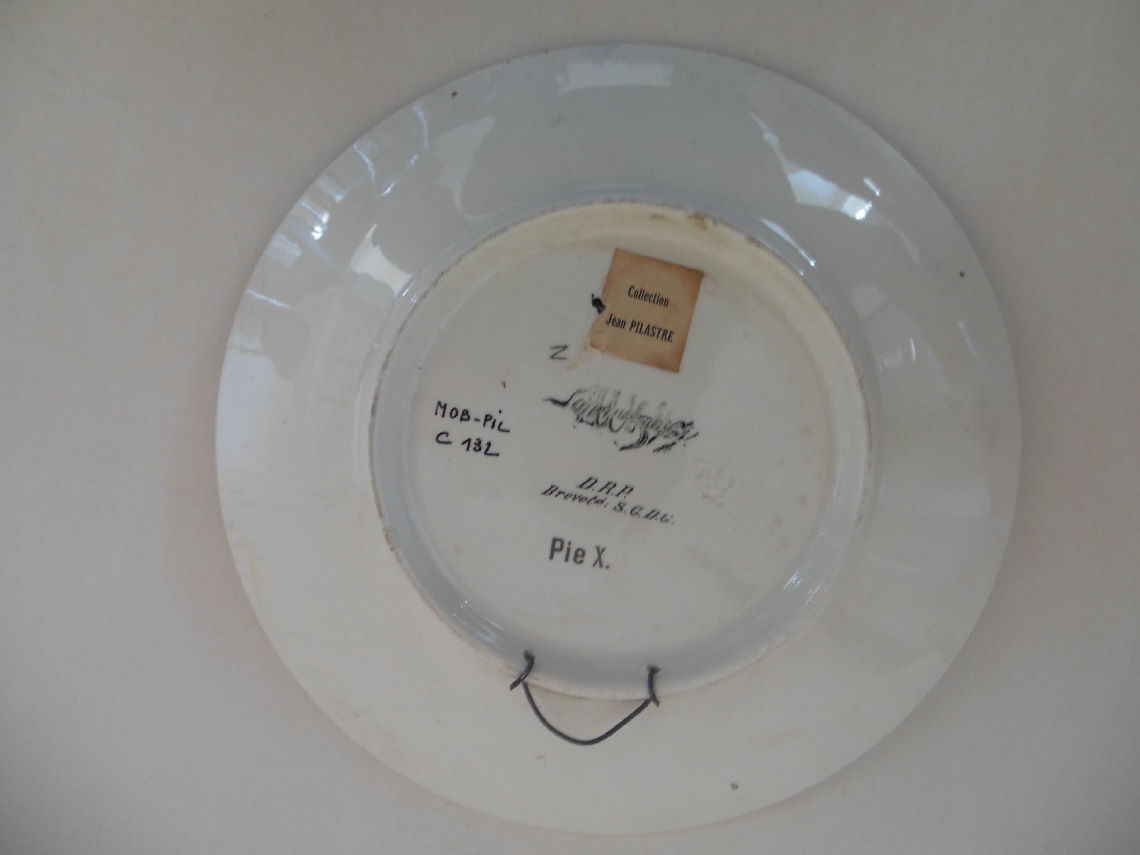 Collection
Jean PILASTRE
Z
MOB-PIL
C 132
D.R.P.
Breveté. S.G.D.G.
Pie X.